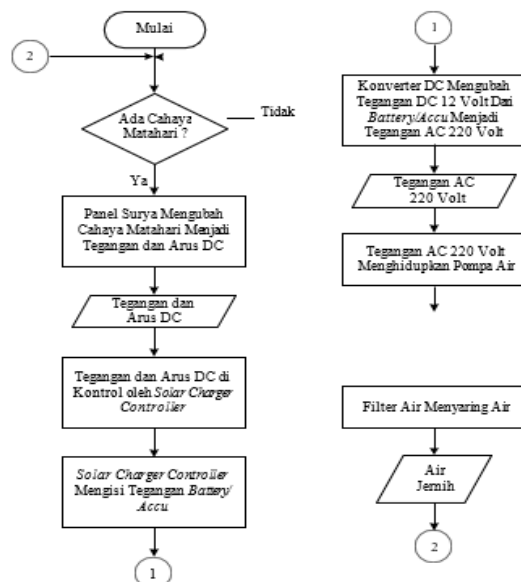 Mulai
2
Ada Cahaya
Matahari ?
Tidak
Ya
Panel Surya Mengubah
Cahaya Matahari Menjadi
Tegangan dan Arus DC
Tegangan dan
Arus DC
Tegangan dan Arus DC di
Kontrol oleh Solar Charger
Controller
Solar Charger Controller
Mengisi Tegangan Battery/
Accu
1
1
Konverter DC Mengubah
Tegangan DC 12 Volt Dari
Battery/Accu Menjadi
Tegangan AC 220 Volt
Tegangan AC
220 Volt
Tegangan AC 220 Volt
Menghidupkan Pompa Air
Filter Air Menyaring Air
Air
Jernih
2